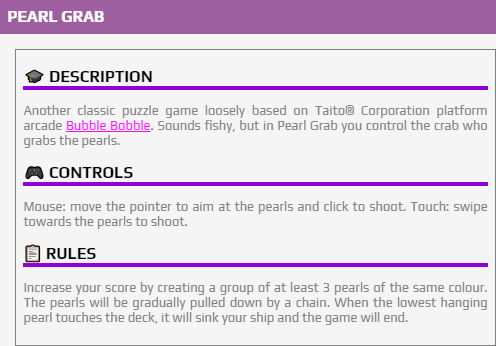 PEARL GRAB
DESCRIPTION
Another classic puzzle game loosely based on Taito® Corporation platform
arcade Bubble Bobble. Sounds fishy, but in Pearl Grab you control the crab who
grabs the pearls.
CONTROLS
Mouse: move the pointer to aim at the pearls and click to shoot. Touch: swipe
towards the pearls to shoot.
RULES
Increase your score by creating a group of at least 3 pearls of the same colour.
The pearls will be gradually pulled down by a chain. When the lowest hanging
pearl touches the deck, it will sink your ship and the game will end.